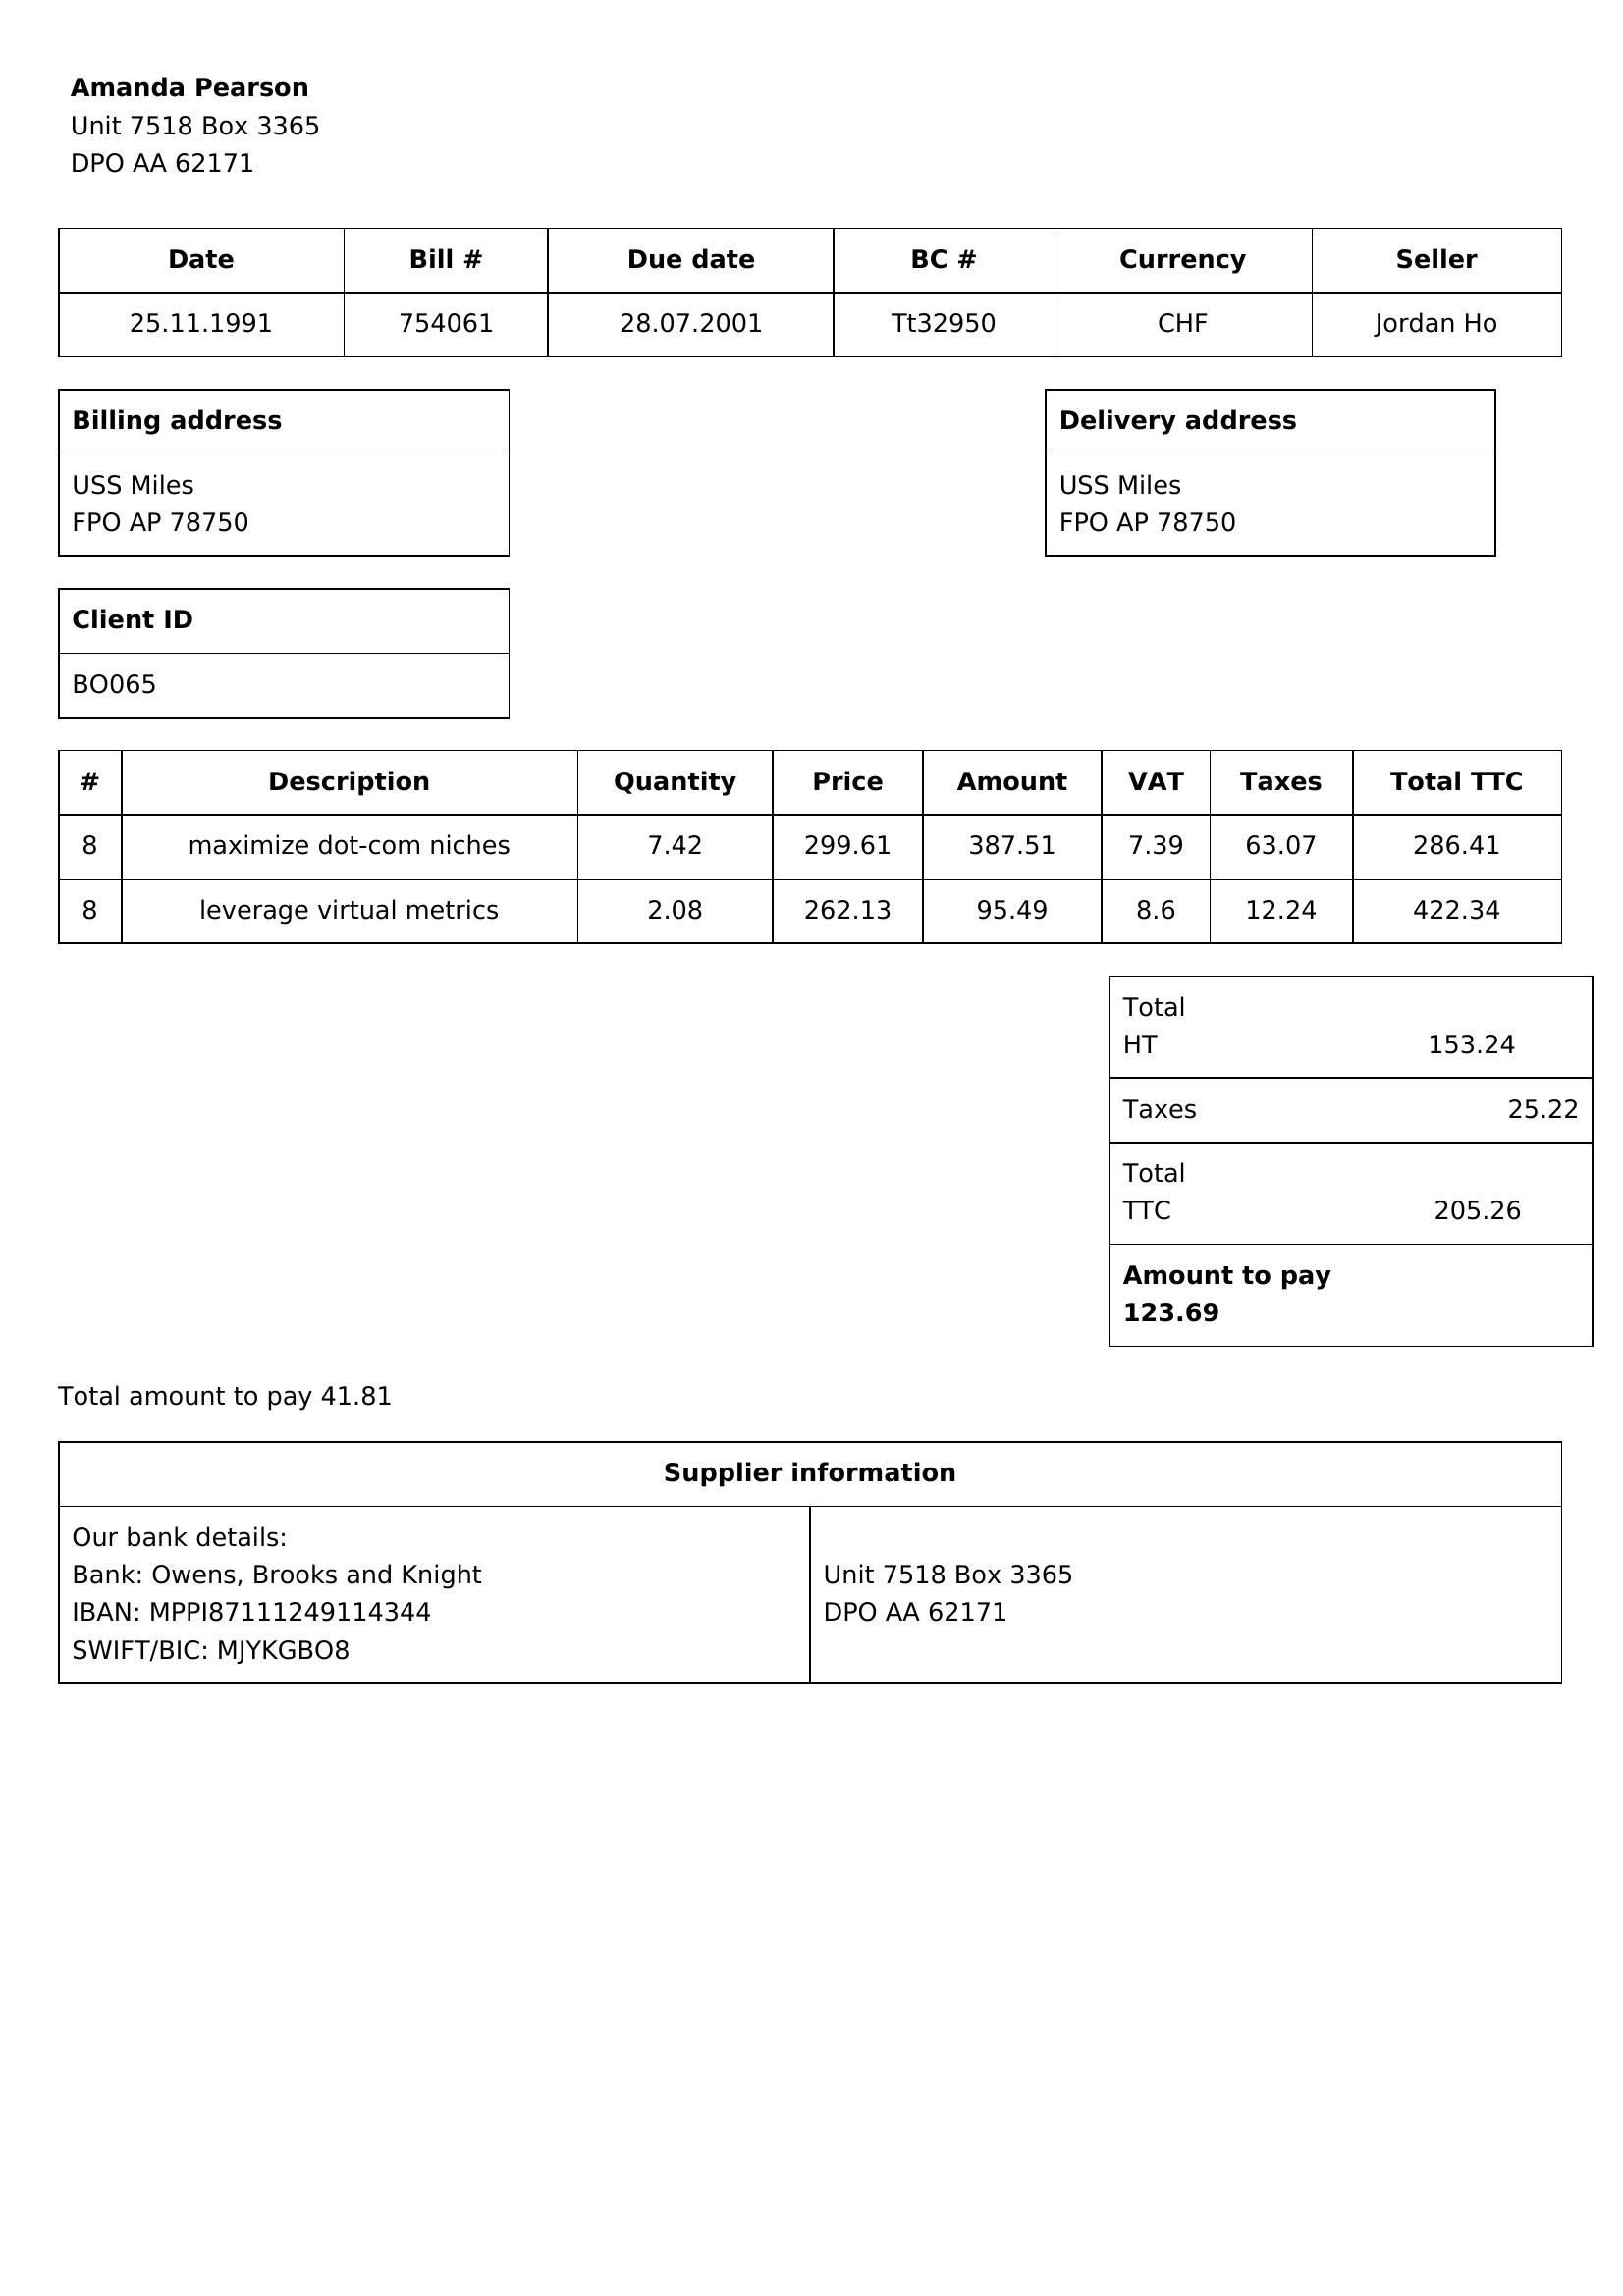 Amanda Pearson
Unit 7518 Box 3365
DPO AA 62171
Date Bill # Due date BC # Currency Seller
25.11.1991 754061 28.07.2001 Tt32950 CHF Jordan Ho
Billing address
USS Miles
FPO AP 78750
Delivery address
USS Miles
FPO AP 78750
Client ID
BO065
# Description Quantity Price Amount VAT Taxes Total TTC
8 maximize dot-com niches 7.42 299.61 387.51 7.39 63.07 286.41
8 leverage virtual metrics 2.08 262.13 95.49 8.6 12.24 422.34
Total
HT 153.24
Taxes 25.22
Total
TTC 205.26
Amount to pay
123.69
Total amount to pay 41.81
Supplier information
Our bank details:
Bank: Owens, Brooks and Knight
IBAN: MPPI87111249114344
SWIFT/BIC: MJYKGBO8
Unit 7518 Box 3365
DPO AA 62171